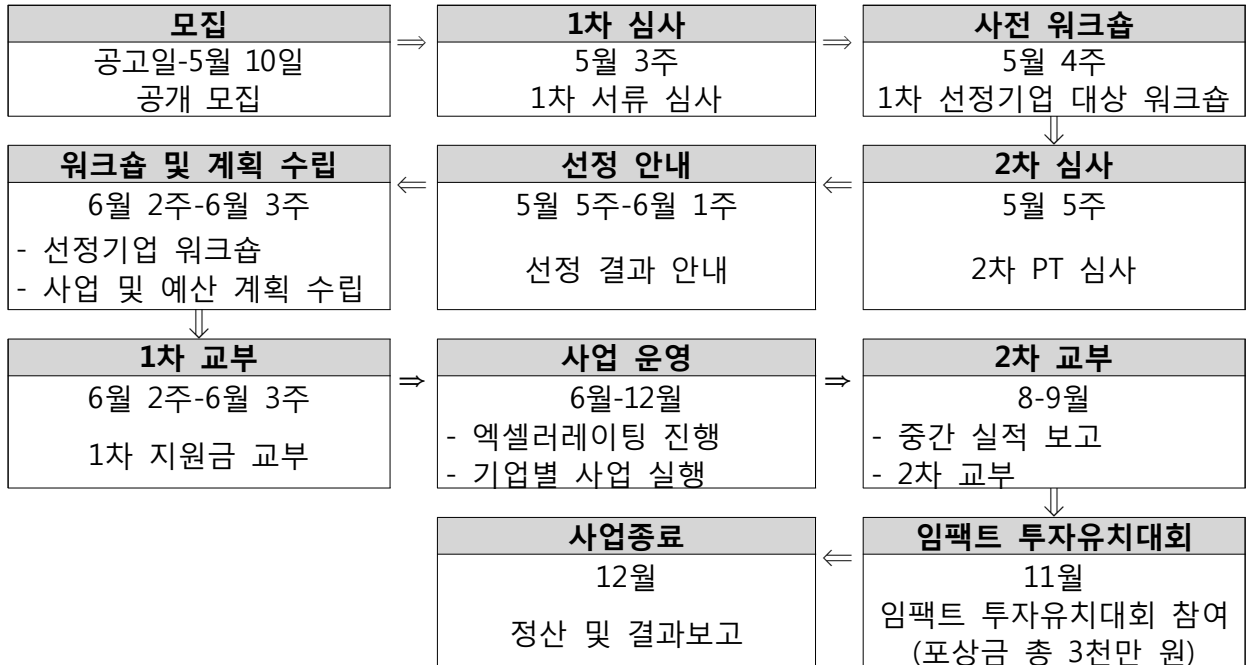 모집
공고일-5월 10일
공개 모집
⇒
1차 심사
5월 3주
1차 서류 심사
⇒
사전 워크숍
5월 4주
1차 선정기업 대상 워크숍
⇓
2차 심사
5월 5주
2차 PT 심사
⇐
선정 안내
5월 5주-6월 1주
선정 결과 안내
⇐
워크숍 및 계획 수립
6월 2주-6월 3주
- 선정기업 워크숍
- 사업 및 예산 계획 수립
⇓
1차 교부
6월 2주-6월 3주
1차 지원금 교부
⇒
사업 운영
6월-12월
- 엑셀러레이팅 진행
- 기업별 사업 실행
⇒
2차 교부
8-9월
- 중간 실적 보고
- 2차 교부
⇓
임팩트 투자유치대회
11월
임팩트 투자유치대회 참여
(포상금 총 3천만 원)
⇐
사업종료
12월
정산 및 결과보고